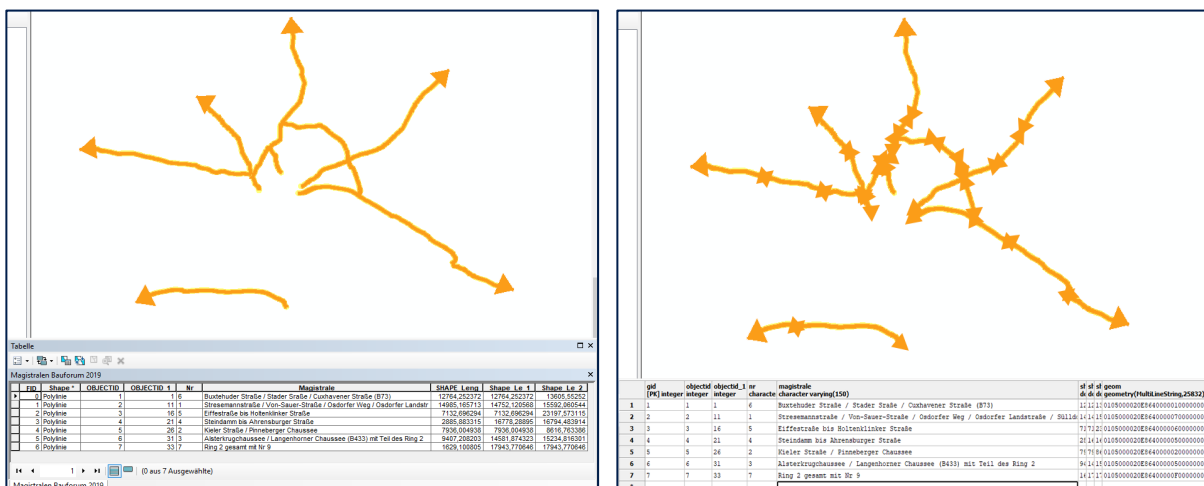 Tabelle
Magistralen Bauforum 2019
FID Shape * OBJECTID OBJECTID_1 Nr Magistrale SHAPE_Leng Shape_Le_1 Shape_Le_2
0 Polylinie 1 1 6 Buxtehuder Straße / Stader Sraße / Cuxhavener Straße (B73) 12764,252372 12764,252372 13605,55252
1 Polylinie 2 11 1 Stresemannstraße / Von-Sauer-Straße / Osdorfer Weg / Osdorfer Landstr 14985,165713 14752,120568 15592,060544
2 Polylinie 3 16 5 Eiffestraße bis Holtenklinker Straße 7132,696294 7132,696294 23197,573115
3 Polylinie 4 21 4 Steindamm bis Ahrensburger Straße 2885,883315 16778,28895 16794,483914
4 Polylinie 5 26 2 Kieler Straße / Pinneberger Chaussee 7936,004938 7936,004938 8616,763386
5 Polylinie 6 31 3 Alsterkrugchaussee / Langenhorner Chaussee (B433) mit Teil des Ring 2 9407,208203 14581,874323 15234,816301
6 Polylinie 7 33 7 Ring 2 gesamt mit Nr 9 1629,100805 17943,770646 17943,770646
1 (0 aus 7 Ausgewählte)
Magistralen Bauforum 2019
gid objectid objectid_1 nr magistrale geom
[PK] integer integer integer character character varying(150) geometry(MultiLineString,25832)
1 1 1 1 6 Buxtehuder Straße / Stader Sraße / Cuxhavener Straße (B73)
2 2 2 11 1 Stresemannstraße / Von-Sauer-Straße / Osdorfer Weg / Osdorfer Landstraße / Sülldo
3 3 3 16 5 Eiffestraße bis Holtenklinker Straße
4 4 4 21 4 Steindamm bis Ahrensburger Straße
5 5 5 26 2 Kieler Straße / Pinneberger Chaussee
6 6 6 31 3 Alsterkrugchaussee / Langenhorner Chaussee (B433) mit Teil des Ring 2
7 7 7 33 7 Ring 2 gesamt mit Nr 9